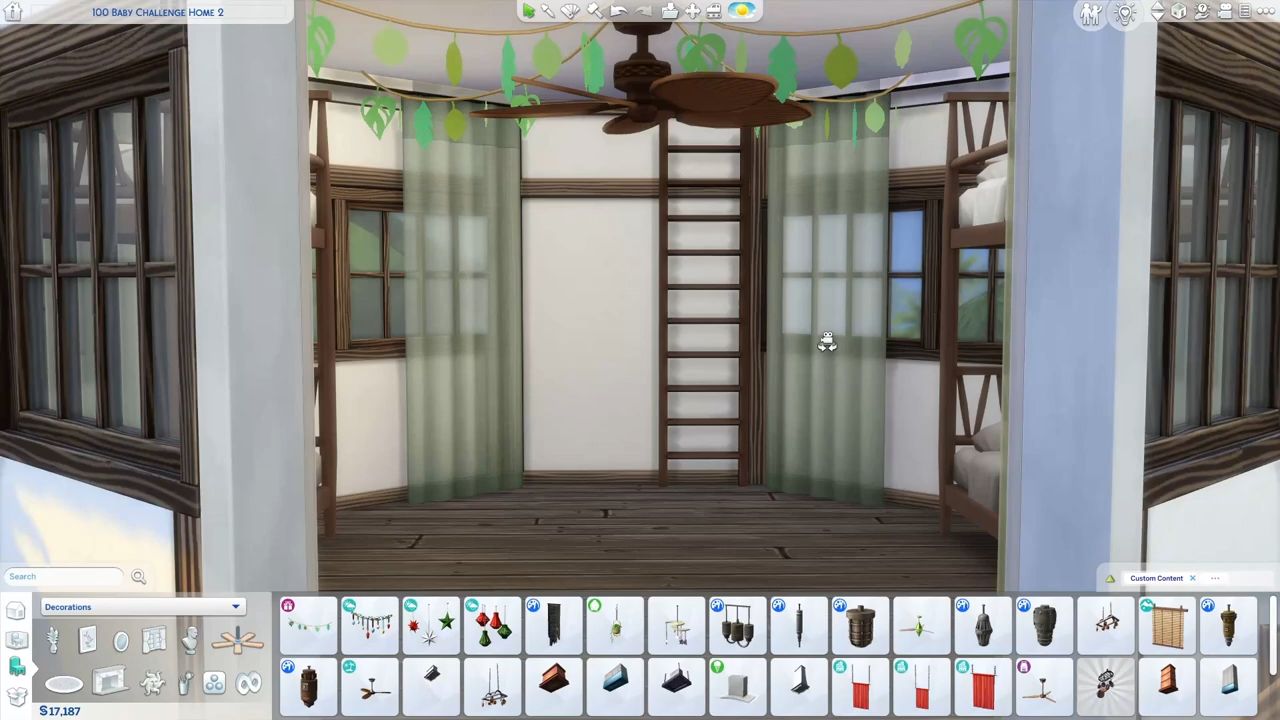 100 Baby Challenge Home 2
Search
Custom Content
Decorations
§17,187